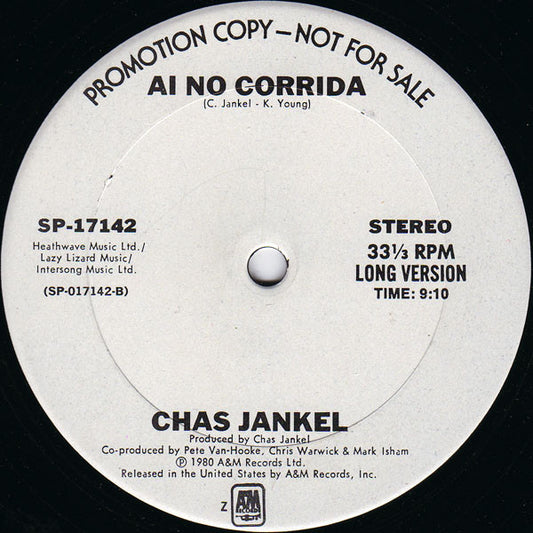 PROMOTION COPY—NOT FOR SALE
AI NO CORRIDA
(C. Jankel - K. Young)
SP-17142
Heathwave Music Ltd./
Lazy Lizard Music/
Intersong Music Ltd.
(SP-017142-B)
STEREO
33⅓ RPM
LONG VERSION
TIME: 9:10
CHAS JANKEL
Produced by Chas Jankel
Co-produced by Pete Van-Hooke, Chris Warwick & Mark Isham
Ⓟ 1980 A&M Records Ltd.
Released in the United States by A&M Records, Inc.
Z
A&M
RECORDS